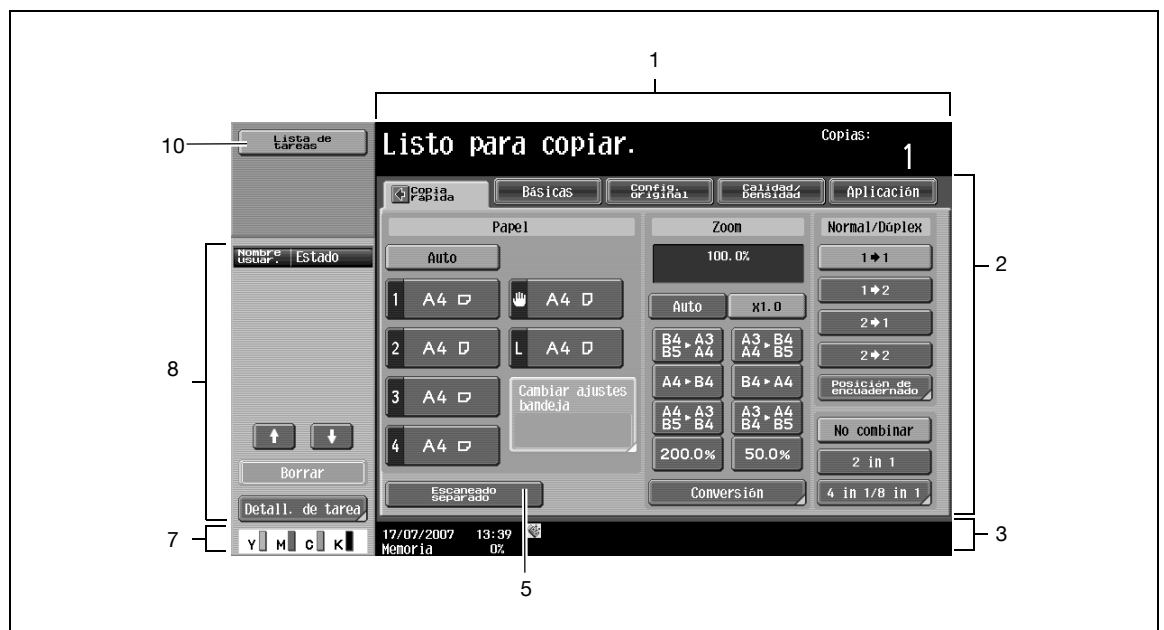 1
10
Lista de
tareas
Listo para copiar.
Copias:
1
Copia
rápida
Básicas
Config.
original
Calidad/
Densidad
Aplicación
Papel
Zoom
Normal/Dúplex
2
Nombre
usuar.
Estado
Auto
100.0%
1➔1
1 A4
A4
Auto
x1.0
1➔2
2➔1
2 A4
L A4
B4▸A3
B5 A4
A3▸B4
A4 B5
2➔2
8
3 A4
Cambiar ajustes
bandeja
A4▸B4
B4▸A4
Posición de
encuadernado
A4▸A3
B5 B4
A3▸A4
B4 B5
No combinar
4 A4
200.0%
50.0%
2 in 1
Borrar
Escaneado
separado
Conversión
4 in 1/8 in 1
Detall. de tarea
7
Y M C K
17/07/2007 13:39
Memoria 0%
3
5